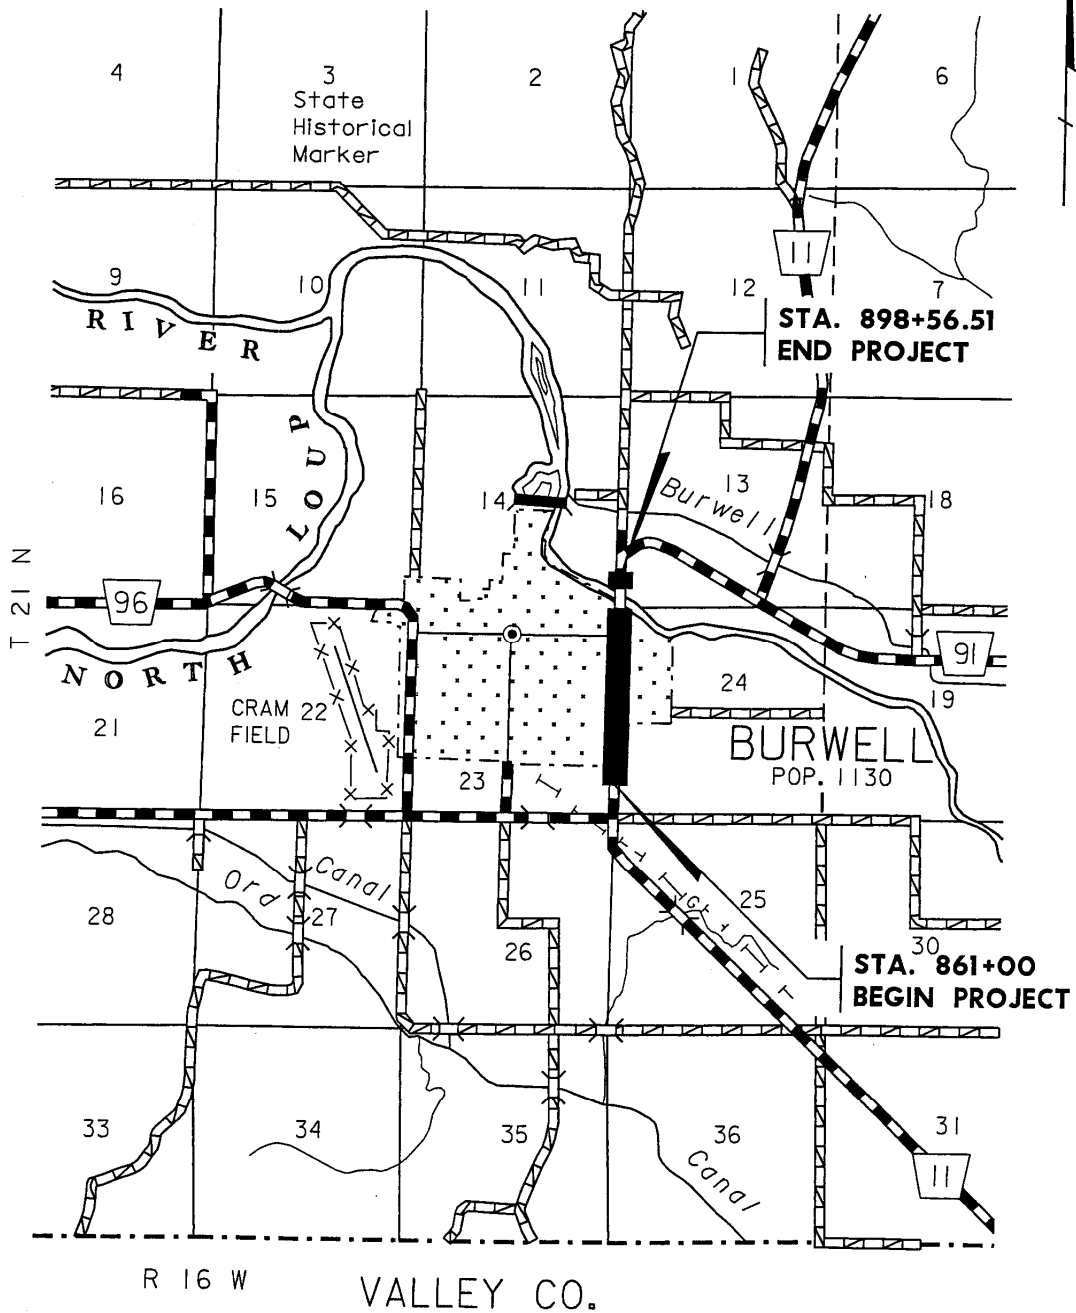 4
3
2
1
6
State
Historical
Marker
11
9
10
11
12
7
STA. 898+56.51
END PROJECT
RIVER
LOUP
16
15
14
13
18
Burwell
T 21 N
96
91
NORTH
CRAM
FIELD
22
24
19
21
BURWELL
POP. 1130
23
Canal
Ord
28
27
26
25
G
30
STA. 861+00
BEGIN PROJECT
33
34
35
36
31
Canal
11
R 16 W
VALLEY CO.